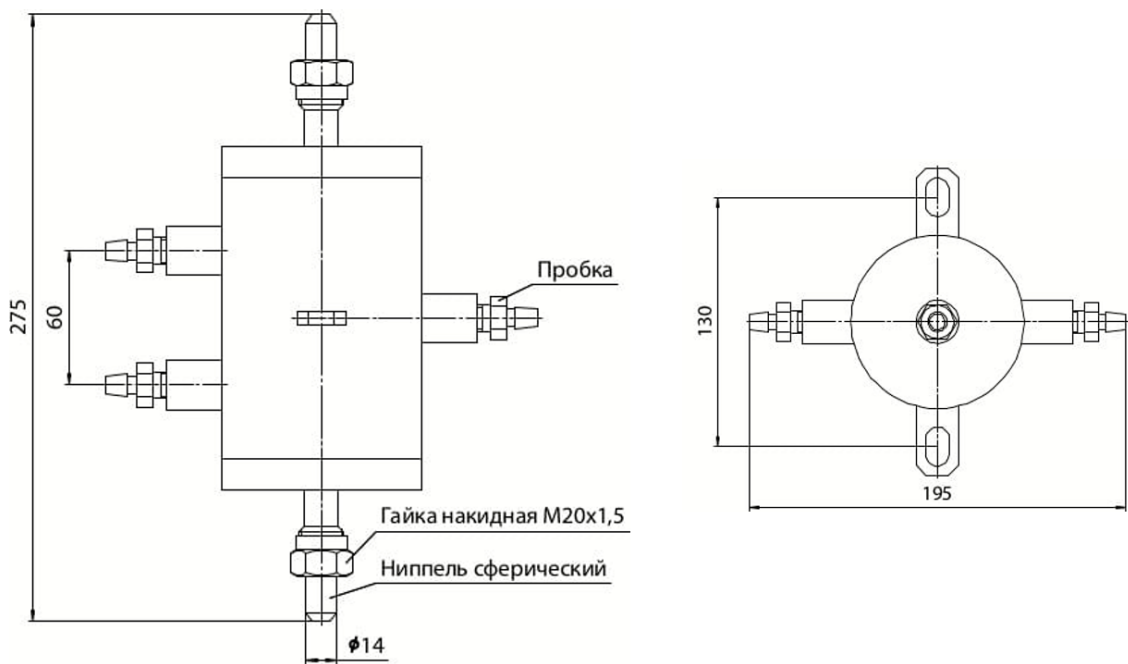 275
60
Пробка
Гайка накидная М20х1,5
Ниппель сферический
ϕ14
130
195